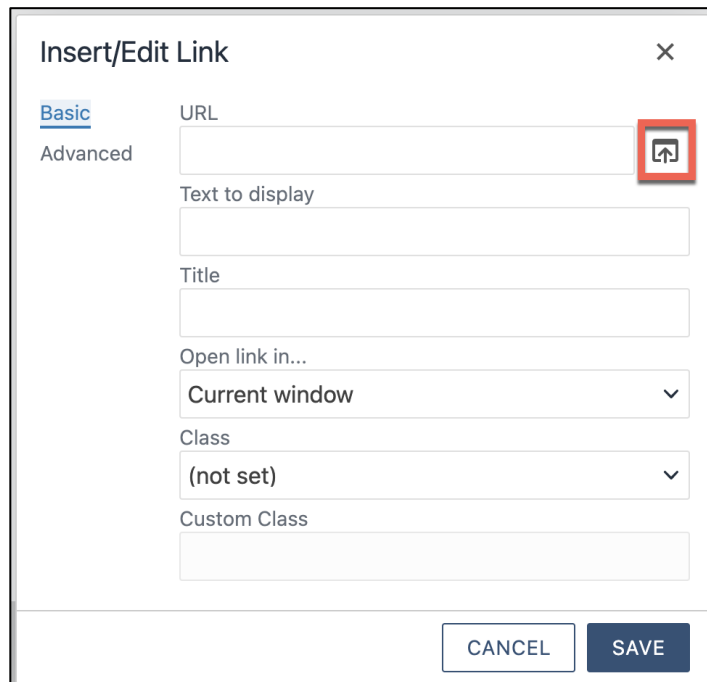 Insert/Edit Link
Basic
Advanced
URL
Text to display
Title
Open link in...
Current window
Class
(not set)
Custom Class
CANCEL
SAVE